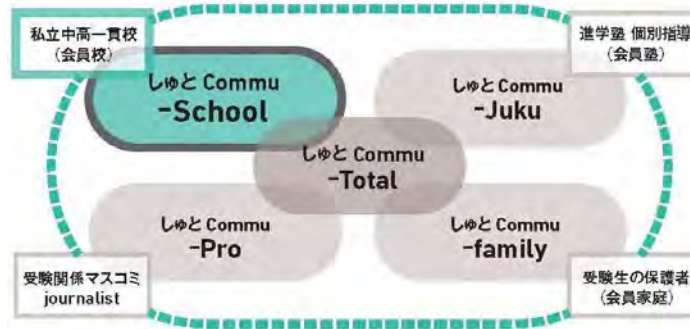 私立中高一貫校
(会員校)
進学塾 個別指導
(会員塾)
しゅと Commu
-School
しゅと Commu
-Juku
しゅと Commu
-Total
しゅと Commu
-Pro
しゅと Commu
-family
受験関係マスコミ
journalist
受験生の保護者
(会員家庭)